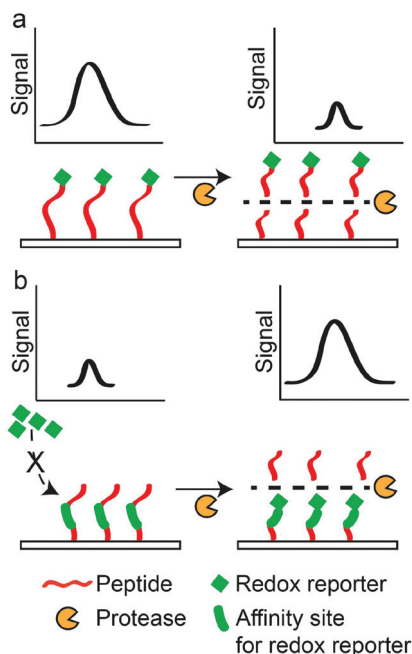 a
Signal
Signal
b
Signal
Signal
X
Peptide
Redox reporter
Protease
Affinity site
for redox reporter